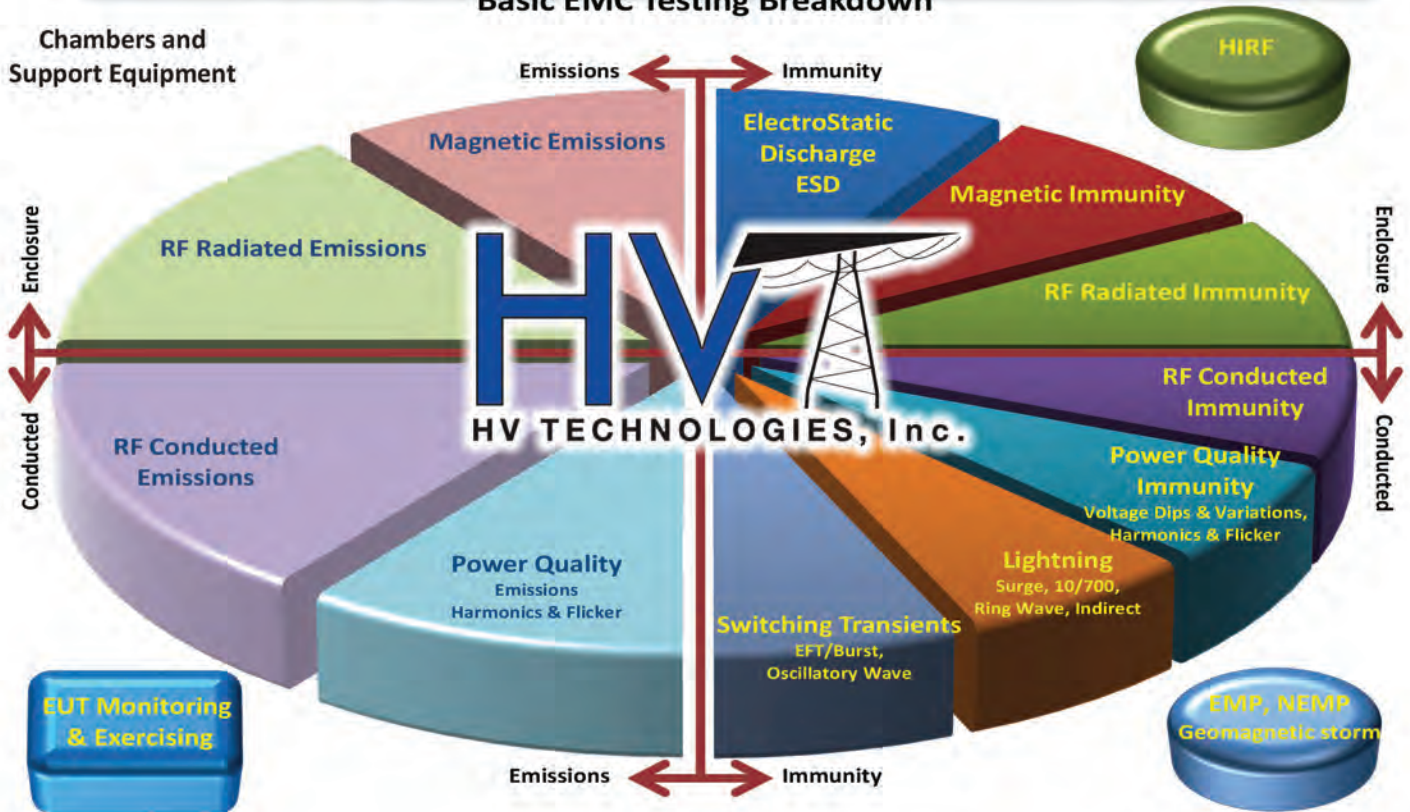 Basic EMC Testing Breakdown
Chambers and
Support Equipment
Emissions
Immunity
HIRF
Magnetic Emissions
ElectroStatic
Discharge
ESD
Magnetic Immunity
RF Radiated Emissions
RF Radiated Immunity
Enclosure
Conducted
Enclosure
Conducted
HVT
HV TECHNOLOGIES, Inc.
RF Conducted
Emissions
RF Conducted
Immunity
Power Quality
Immunity
Voltage Dips & Variations,
Harmonics & Flicker
Power Quality
Emissions
Harmonics & Flicker
Lightning
Surge, 10/700,
Ring Wave, Indirect
Switching Transients
EFT/Burst,
Oscillatory Wave
EUT Monitoring
& Exercising
EMP, NEMP
Geomagnetic storm
Emissions
Immunity